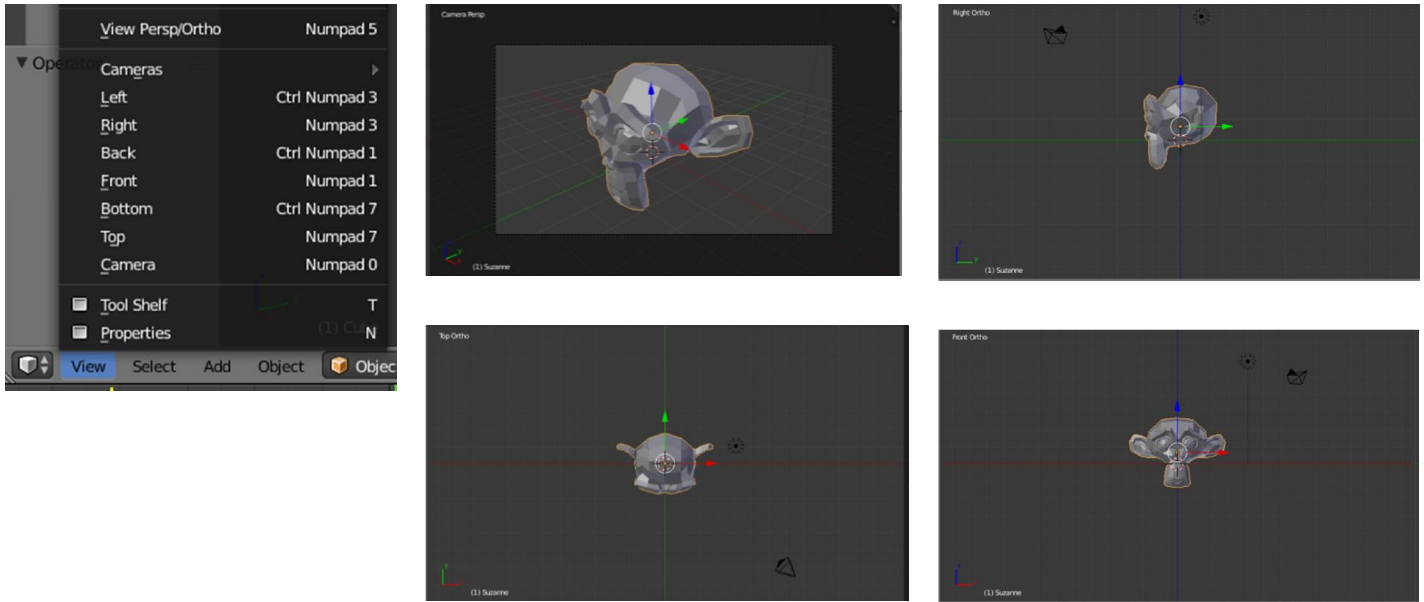 View Persp/Ortho Numpad 5
Cameras
Left Ctrl Numpad 3
Right Numpad 3
Back Ctrl Numpad 1
Front Numpad 1
Bottom Ctrl Numpad 7
Top Numpad 7
Camera Numpad 0
Tool Shelf T
Properties N
View Select Add Object Objec
Camera Persp
(1) Suzanne
Right Ortho
(1) Suzanne
Top Ortho
(1) Suzanne
Front Ortho
(1) Suzanne